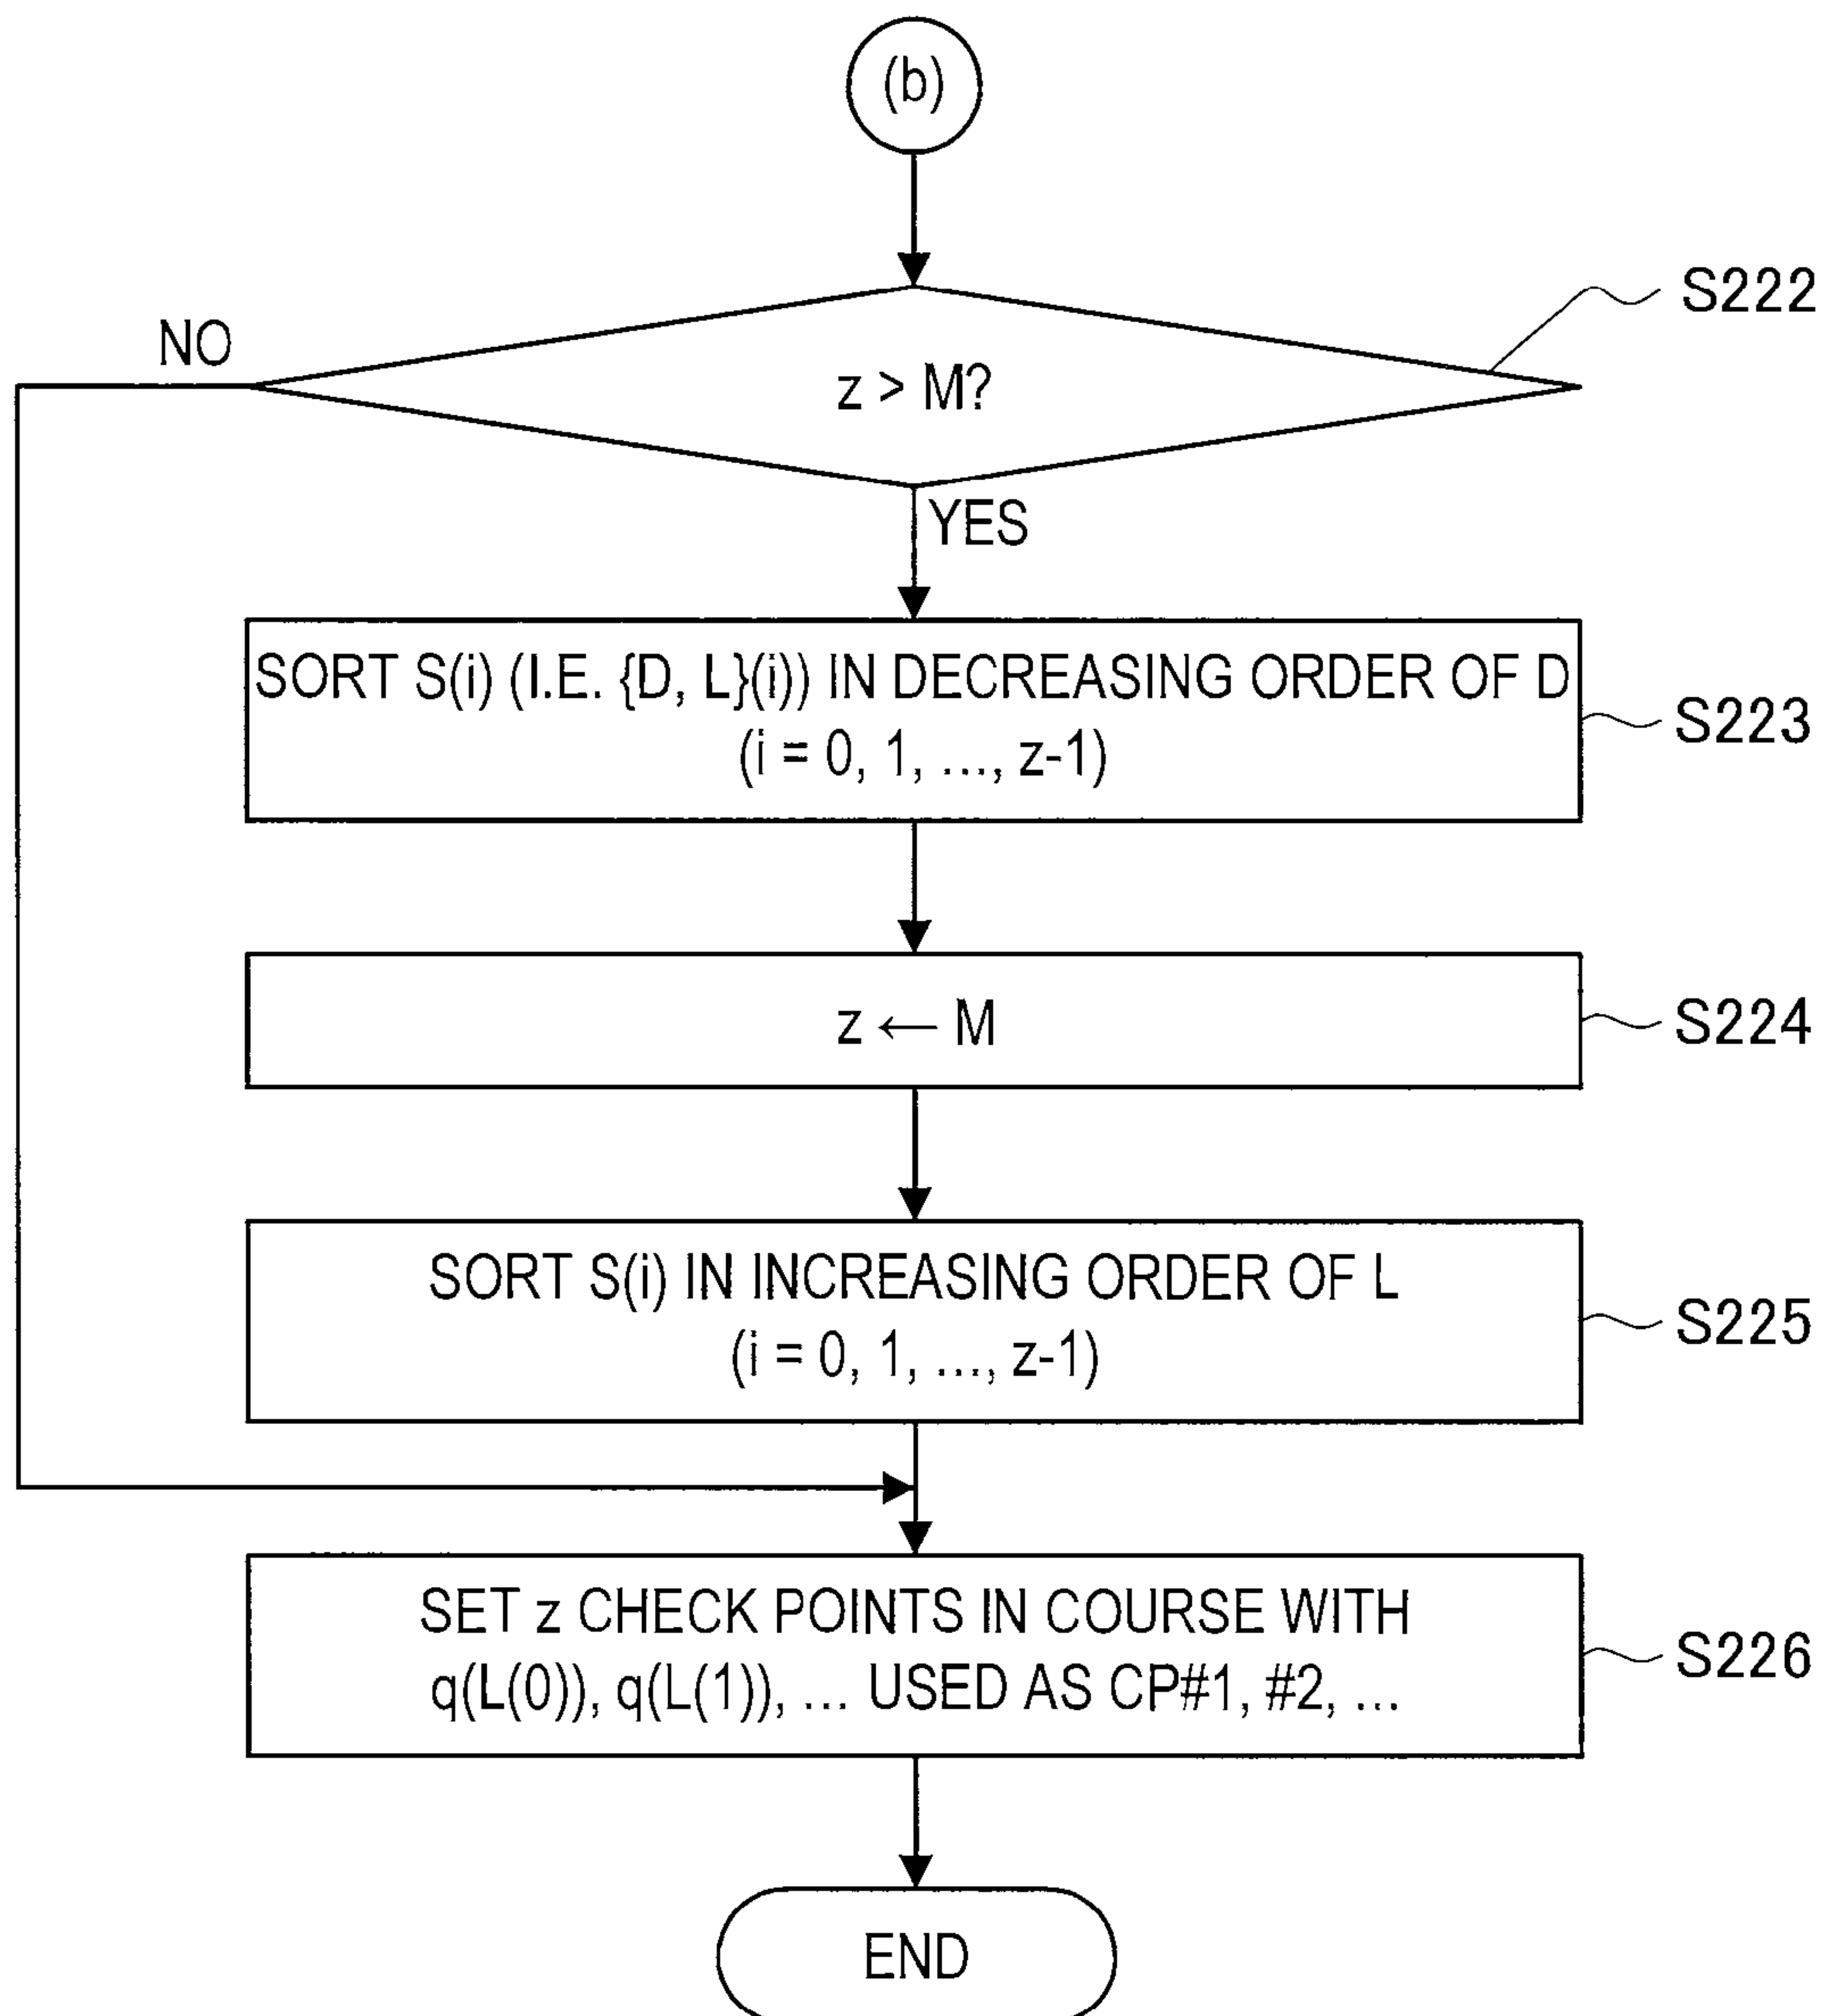 (b)
S222
NO
z > M?
YES
SORT S(i) (I.E. {D, L}(i)) IN DECREASING ORDER OF D
(i = 0, 1, ..., z-1)
S223
z ← M
S224
SORT S(i) IN INCREASING ORDER OF L
(i = 0, 1, ..., z-1)
S225
SET z CHECK POINTS IN COURSE WITH
q(L(0)), q(L(1)), ... USED AS CP#1, #2, ...
S226
END